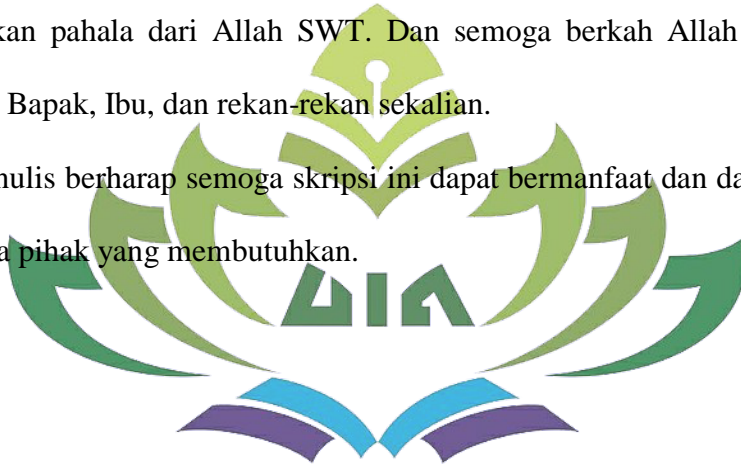 kan pahala dari Allah SWT. Dan semoga berkah Allah
Bapak, Ibu, dan rekan-rekan sekalian.
nulis berharap semoga skripsi ini dapat bermanfaat dan da
a pihak yang membutuhkan.
UIA